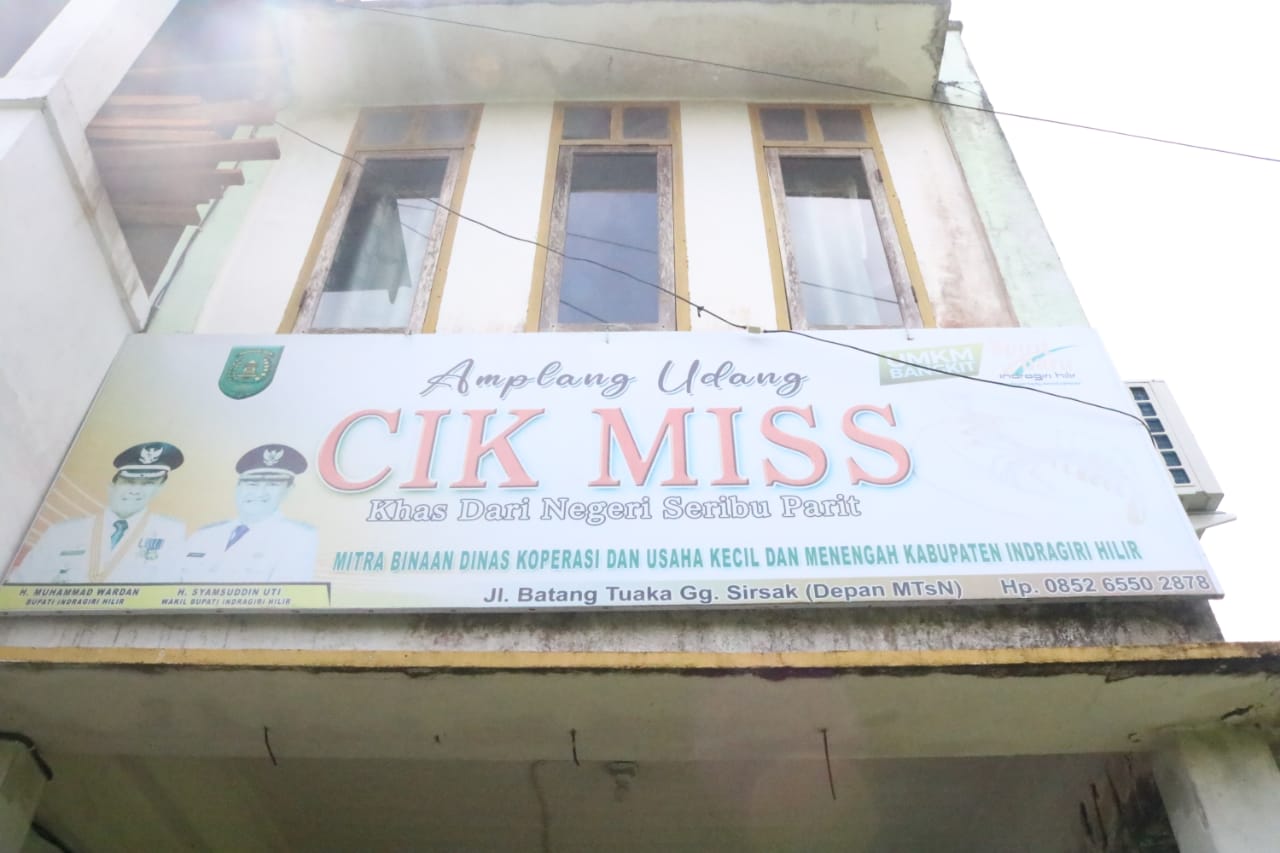 Amplang Udang
UMKM
BANGKIT
indragiri hilir
CIK MISS
Khas Dari Negeri Seribu Parit
MITRA BINAAN DINAS KOPERASI DAN USAHA KECIL DAN MENENGAH KABUPATEN INDRAGIRI HILIR
H. MUHAMMAD WARDAN
BUPATI INDRAGIRI HILIR
H. SYAMSUDDIN UTI
WAKIL BUPATI INDRAGIRI HILIR
Jl. Batang Tuaka Gg. Sirsak (Depan MTsN) Hp. 0852 6550 2878